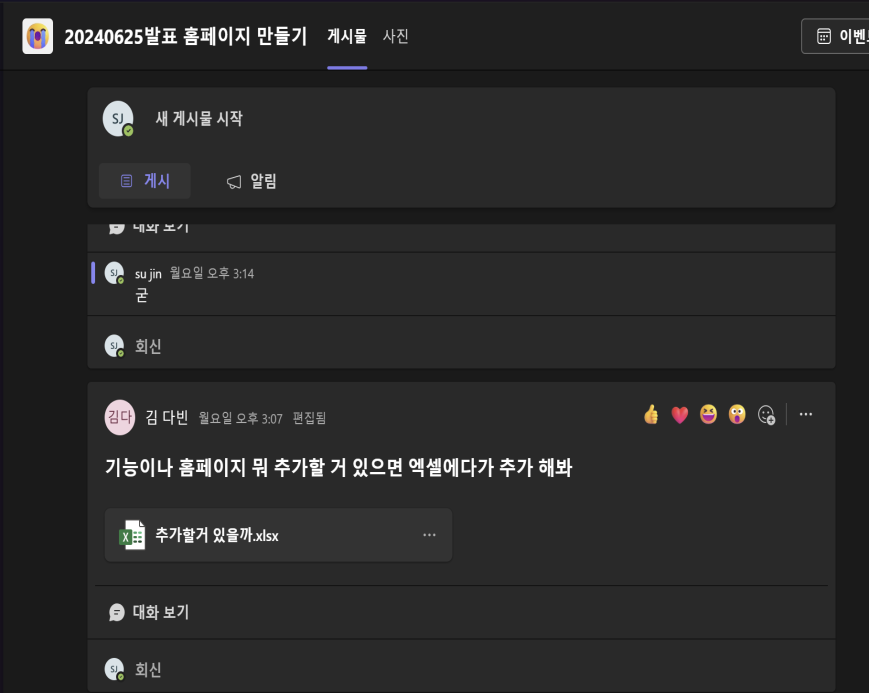 20240625발표 홈페이지 만들기 게시물 사진
SJ 새 게시물 시작
게시 알림
대화 보기
SJ su jin 월요일 오후 3:14
굳
SJ 회신
김다 김 다빈 월요일 오후 3:07 편집됨
기능이나 홈페이지 뭐 추가할 거 있으면 엑셀에다가 추가 해봐
추가할거 있을까.xlsx
대화 보기
SJ 회신